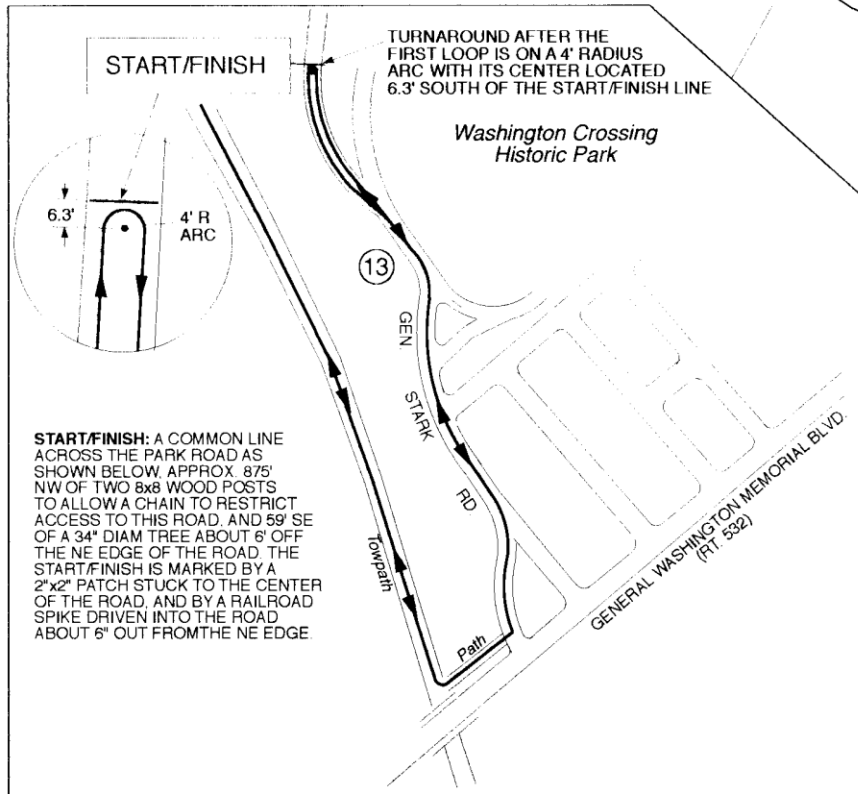 START/FINISH
TURNAROUND AFTER THE
FIRST LOOP IS ON A 4' RADIUS
ARC WITH ITS CENTER LOCATED
6.3' SOUTH OF THE START/FINISH LINE
Washington Crossing
Historic Park
6.3'
4' R
ARC
13
GEN.
STARK
RD
START/FINISH: A COMMON LINE
ACROSS THE PARK ROAD AS
SHOWN BELOW, APPROX. 875'
NW OF TWO 8x8 WOOD POSTS
TO ALLOW A CHAIN TO RESTRICT
ACCESS TO THIS ROAD, AND 59' SE
OF A 34" DIAM TREE ABOUT 6' OFF
THE NE EDGE OF THE ROAD. THE
START/FINISH IS MARKED BY A
2"x2" PATCH STUCK TO THE CENTER
OF THE ROAD, AND BY A RAILROAD
SPIKE DRIVEN INTO THE ROAD
ABOUT 6" OUT FROMTHE NE EDGE.
Towpath
Path
GENERAL WASHINGTON MEMORIAL BLVD.
(RT. 532)